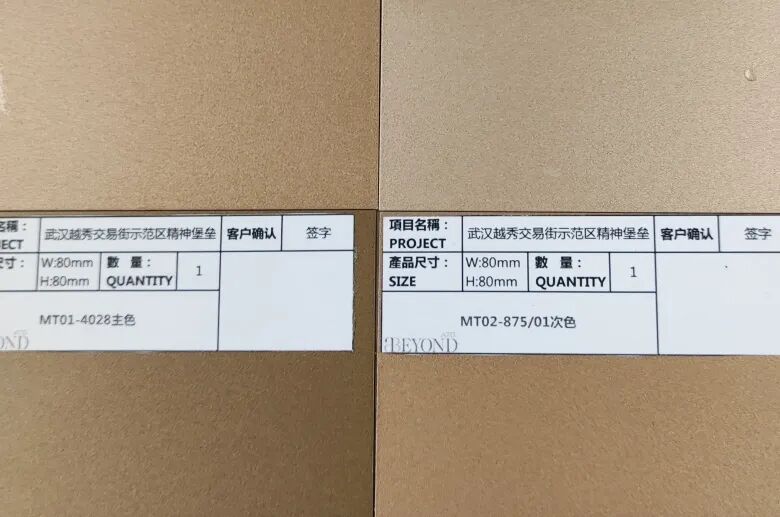 名稱：
ECT
武汉越秀交易街示范区精神堡垒
客户确认
签字
尺寸：
W:80mm
H:80mm
數 量：
QUANTITY
1
MT01-4028主色
YOND
項目名稱：
PROJECT
武汉越秀交易街示范区精神堡垒
客户确认
签字
產品尺寸：
SIZE
W:80mm
H:80mm
數 量：
QUANTITY
1
MT02-875/01次色
BEYOND